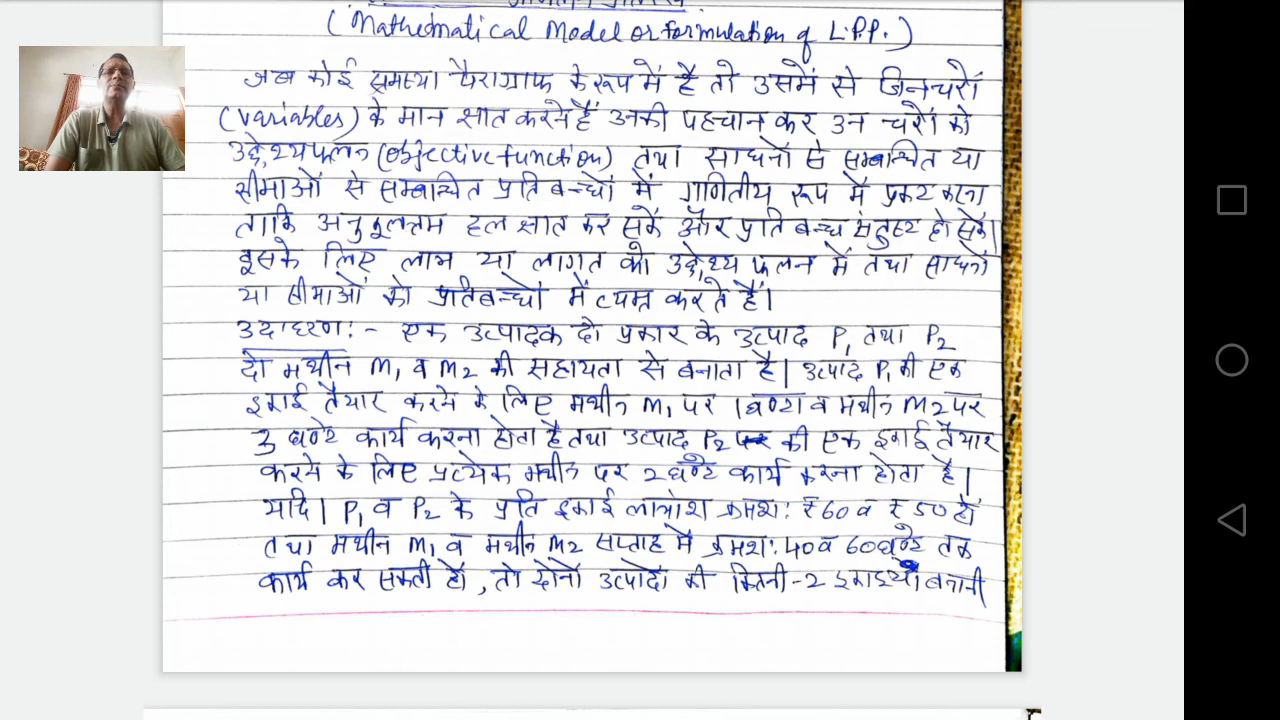 (Mathematical Model or formulation of L.P.P.)
जब कोई समस्या पैराग्राफ के रूप में है तो उसमें से जिन चरों
(variables) के मान ज्ञात करने हैं उनकी पहचान कर उन चरों को
उद्देश्यफलन (objective function) तथा साधनों से सम्बन्धित या
सीमाओं से सम्बन्धित प्रतिबन्धों में गणितीय रूप में प्रकट करना
ताकि अनुकूलतम हल ज्ञात कर सकें और प्रतिबन्ध संतुष्ट हो सकें।
इसके लिए लाभ या लागत को उद्देश्य फलन में तथा साधनों
या सीमाओं को प्रतिबन्धों में व्यक्त करते हैं।
उदाहरण:- एक उत्पादक दो प्रकार के उत्पाद P1 तथा P2
दो मशीन M1 व M2 की सहायता से बनाता है। उत्पाद P1 की एक
इकाई तैयार करने के लिए मशीन M1 पर 1 घण्टा व मशीन M2 पर
3 घण्टे कार्य करना होता है तथा उत्पाद P2 की एक इकाई तैयार
करने के लिए प्रत्येक मशीन पर 2 घण्टे कार्य करना होता है।
यदि। P1 व P2 के प्रति इकाई लाभांश क्रमश: ₹60 व ₹50 हों
तथा मशीन M1 व मशीन M2 सप्ताह में क्रमश: 40 व 60 घण्टे तक
कार्य कर सकती हों, तो दोनों उत्पादों की कितनी-2 इकाइयाँ बनानी